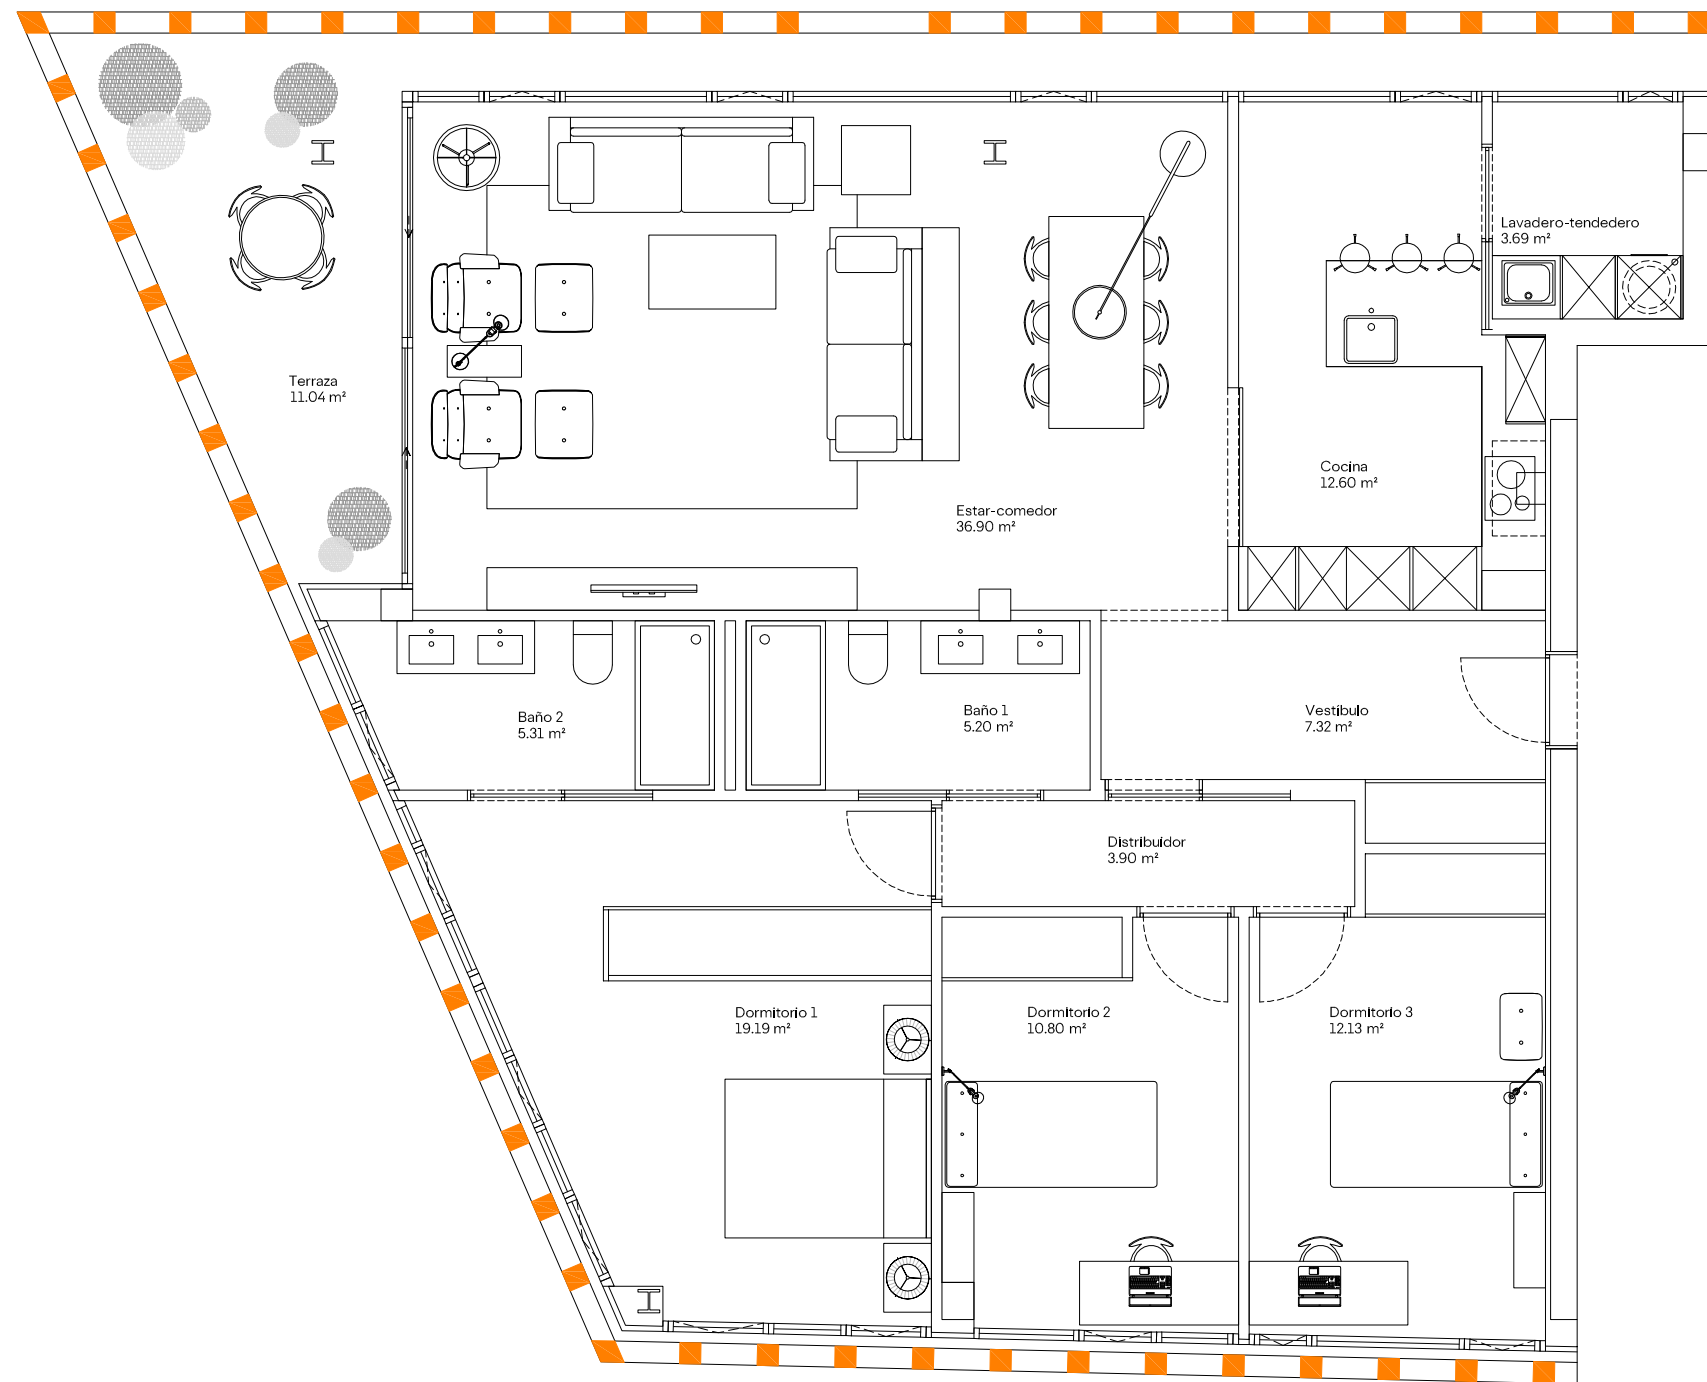 Lavadero-tendedero
3.69 m²
Terraza
11.04 m²
Cocina
12.60 m²
Estar-comedor
36.90 m²
Baño 2
5.31 m²
Baño 1
5.20 m²
Vestíbulo
7.32 m²
Distribuidor
3.90 m²
Dormitorio 1
19.19 m²
Dormitorio 2
10.80 m²
Dormitorio 3
12.13 m²